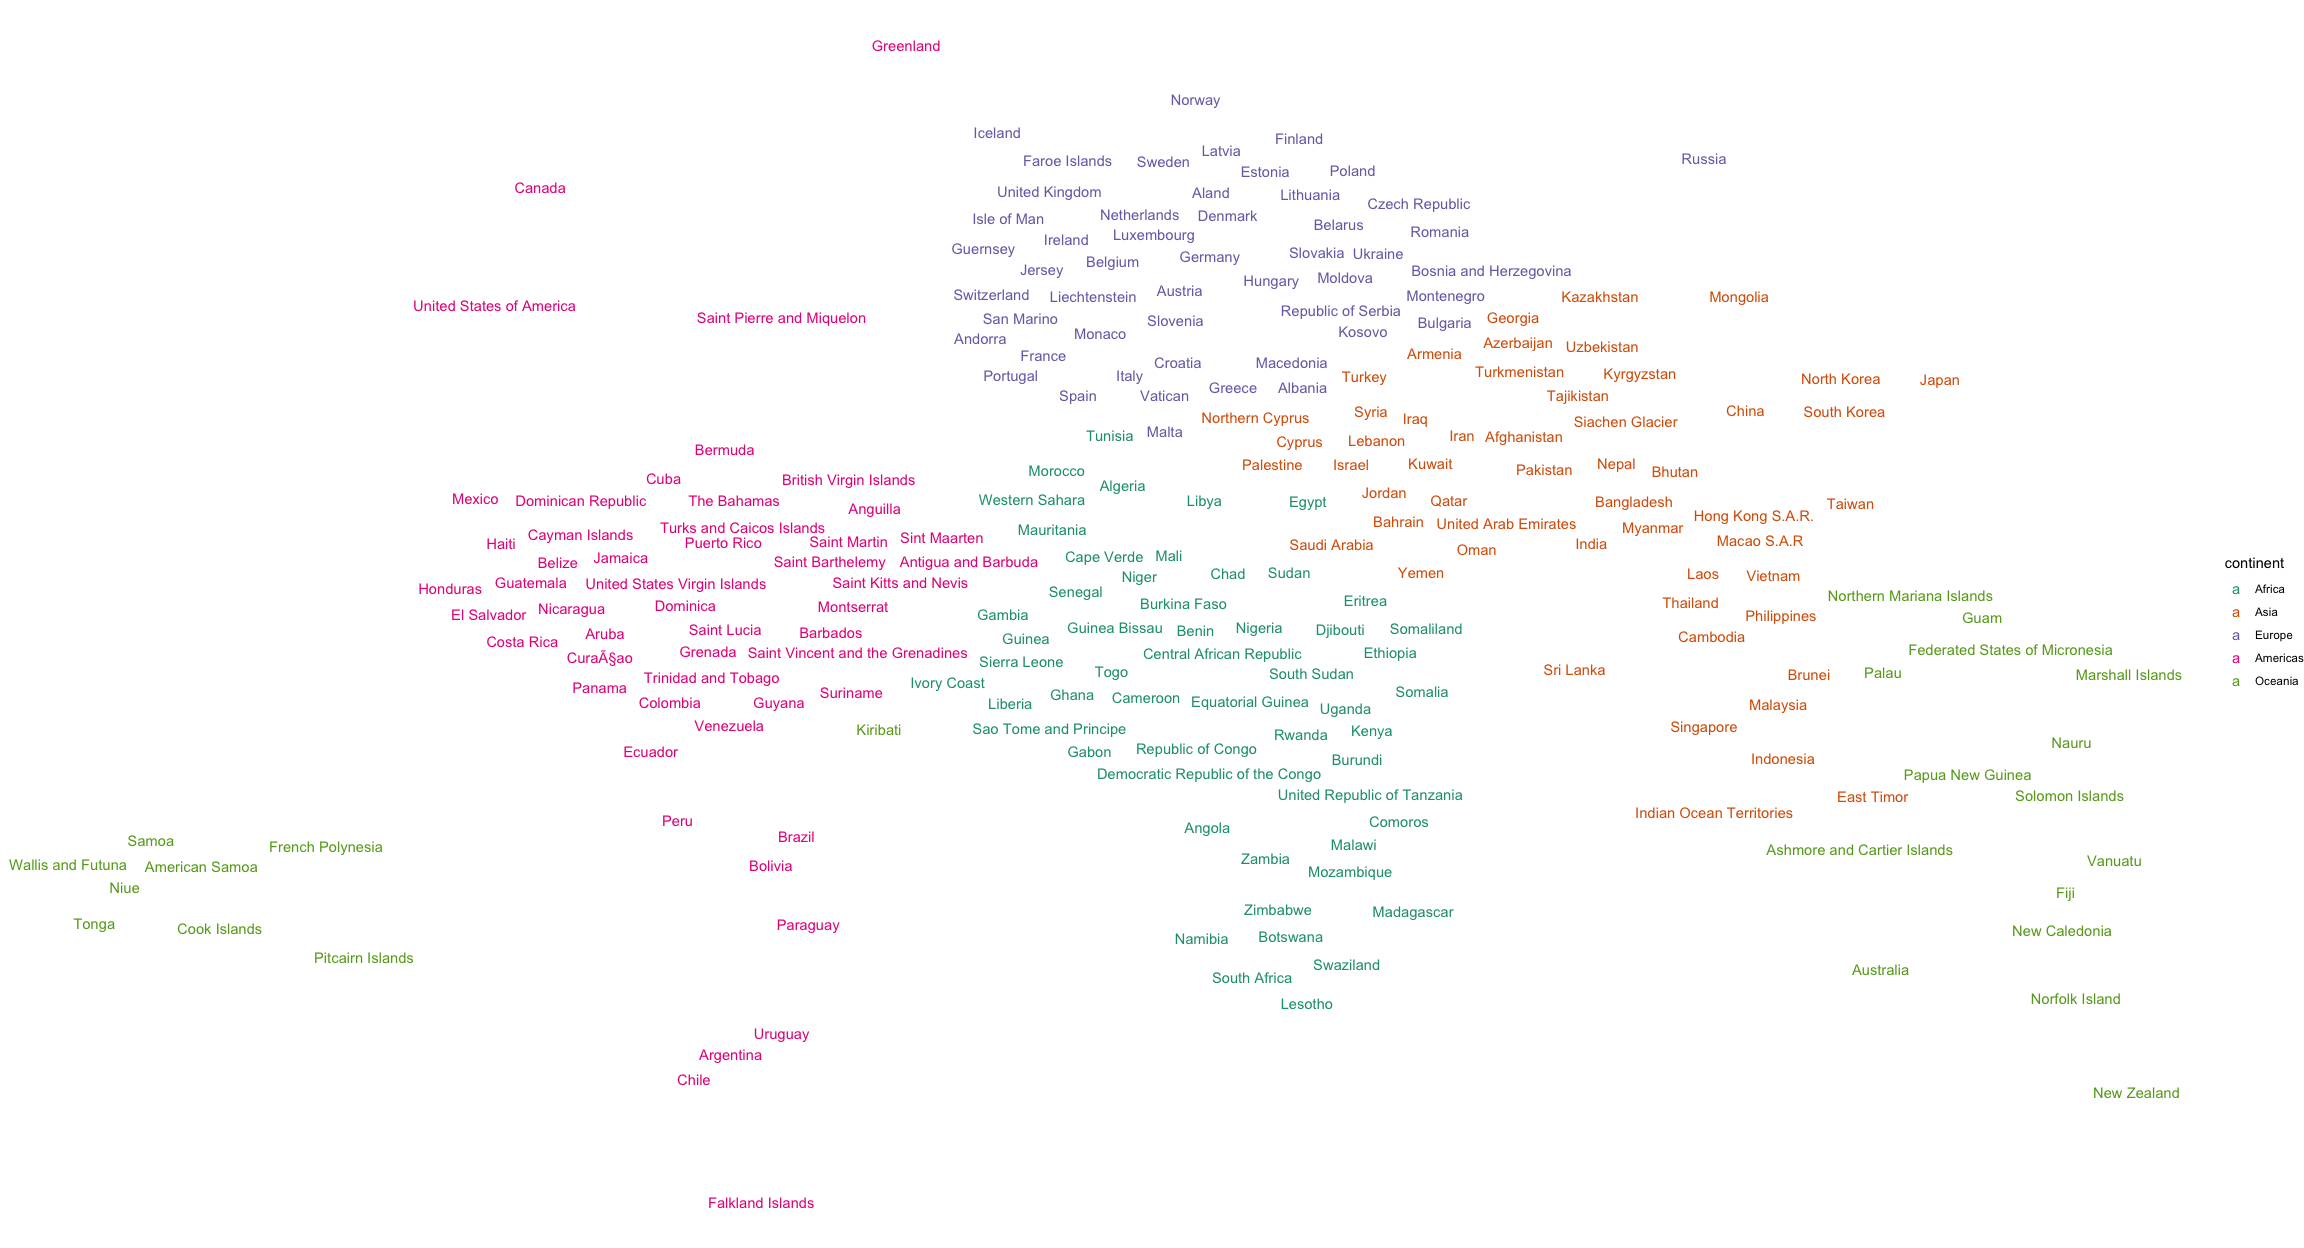 Greenland
Norway
Iceland
Finland
Latvia
Faroe Islands
Sweden
Russia
Estonia
Poland
Canada
United Kingdom
Aland
Lithuania
Czech Republic
Isle of Man
Netherlands
Denmark
Belarus
Romania
Luxembourg
Ireland
Guernsey
Germany
Slovakia
Ukraine
Belgium
Jersey
Bosnia and Herzegovina
Hungary
Moldova
Switzerland
Liechtenstein
Austria
Montenegro
Kazakhstan
Mongolia
United States of America
Saint Pierre and Miquelon
San Marino
Slovenia
Republic of Serbia
Bulgaria
Georgia
Andorra
Monaco
Kosovo
Azerbaijan
Uzbekistan
France
Croatia
Macedonia
Armenia
Portugal
Italy
Turkey
Turkmenistan
Kyrgyzstan
North Korea
Japan
Spain
Vatican
Greece
Albania
Tajikistan
Northern Cyprus
Syria
Iraq
Siachen Glacier
China
South Korea
Tunisia
Malta
Cyprus
Lebanon
Iran
Afghanistan
Bermuda
Morocco
Palestine
Israel
Kuwait
Pakistan
Nepal
Bhutan
Cuba
British Virgin Islands
Algeria
Mexico
Dominican Republic
The Bahamas
Anguilla
Western Sahara
Libya
Egypt
Jordan
Qatar
Bangladesh
Taiwan
Turks and Caicos Islands
Mauritania
Bahrain
United Arab Emirates
Myanmar
Hong Kong S.A.R.
Haiti
Cayman Islands
Puerto Rico
Saint Martin
Sint Maarten
Saudi Arabia
Oman
India
Macao S.A.R
Belize
Jamaica
Saint Barthelemy
Antigua and Barbuda
Cape Verde
Mali
Honduras
Guatemala
United States Virgin Islands
Saint Kitts and Nevis
Niger
Chad
Sudan
Yemen
Laos
Vietnam
Senegal
Northern Mariana Islands
El Salvador
Nicaragua
Dominica
Montserrat
Gambia
Burkina Faso
Eritrea
Thailand
Philippines
Guam
Costa Rica
Aruba
Saint Lucia
Barbados
Guinea
Guinea Bissau
Benin
Nigeria
Djibouti
Somaliland
Cambodia
CuraÃ§ao
Grenada
Saint Vincent and the Grenadines
Sierra Leone
Central African Republic
Ethiopia
Federated States of Micronesia
Panama
Trinidad and Tobago
Suriname
Ivory Coast
Togo
South Sudan
Sri Lanka
Brunei
Palau
Marshall Islands
Colombia
Guyana
Liberia
Ghana
Cameroon
Equatorial Guinea
Uganda
Somalia
Malaysia
Venezuela
Kiribati
Sao Tome and Principe
Rwanda
Kenya
Singapore
Ecuador
Gabon
Republic of Congo
Burundi
Indonesia
Nauru
Democratic Republic of the Congo
Papua New Guinea
United Republic of Tanzania
East Timor
Solomon Islands
Peru
Brazil
Angola
Comoros
Indian Ocean Territories
Samoa
French Polynesia
Malawi
Ashmore and Cartier Islands
Wallis and Futuna
American Samoa
Bolivia
Zambia
Mozambique
Vanuatu
Niue
Fiji
Tonga
Cook Islands
Paraguay
Zimbabwe
Madagascar
New Caledonia
Namibia
Botswana
Pitcairn Islands
Swaziland
South Africa
Australia
Lesotho
Norfolk Island
Uruguay
Argentina
Chile
New Zealand
Falkland Islands
continent
a Africa
a Asia
a Europe
a Americas
a Oceania